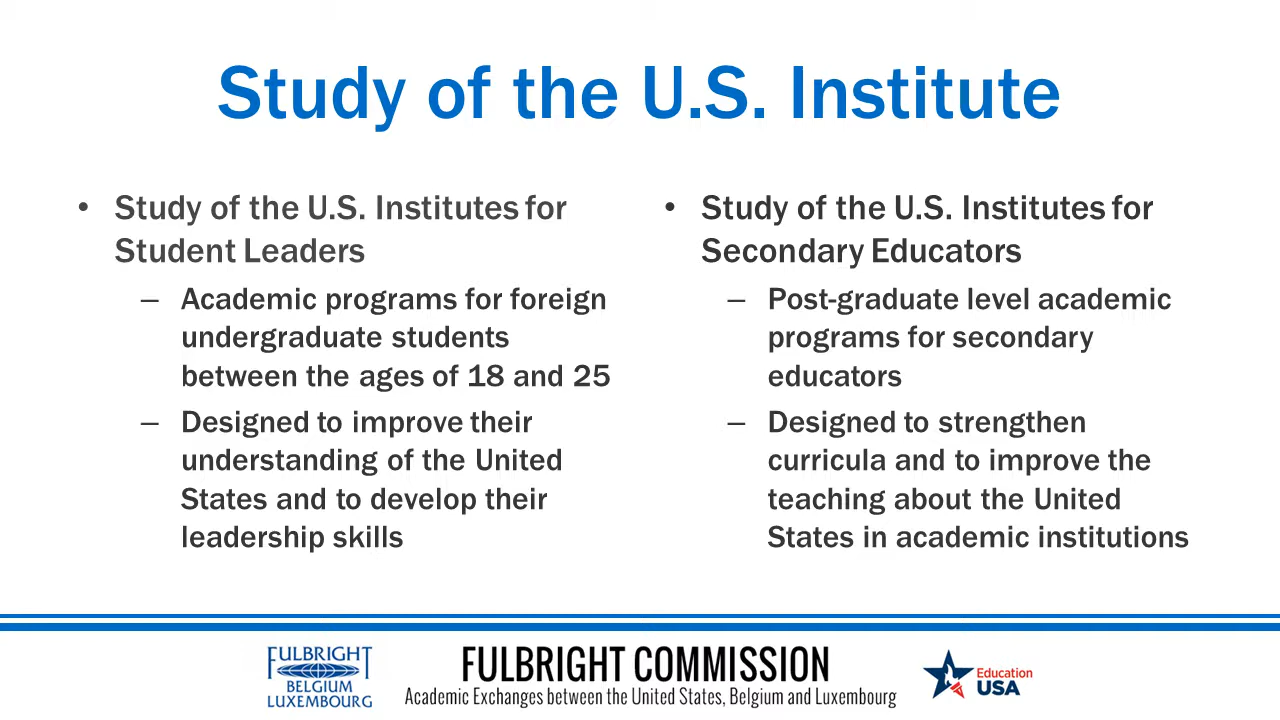 Study of the U.S. Institute
• Study of the U.S. Institutes for
Student Leaders
– Academic programs for foreign
undergraduate students
between the ages of 18 and 25
– Designed to improve their
understanding of the United
States and to develop their
leadership skills
• Study of the U.S. Institutes for
Secondary Educators
– Post-graduate level academic
programs for secondary
educators
– Designed to strengthen
curricula and to improve the
teaching about the United
States in academic institutions
FULBRIGHT
BELGIUM
LUXEMBOURG
FULBRIGHT COMMISSION
Academic Exchanges between the United States, Belgium and Luxembourg
Education
USA